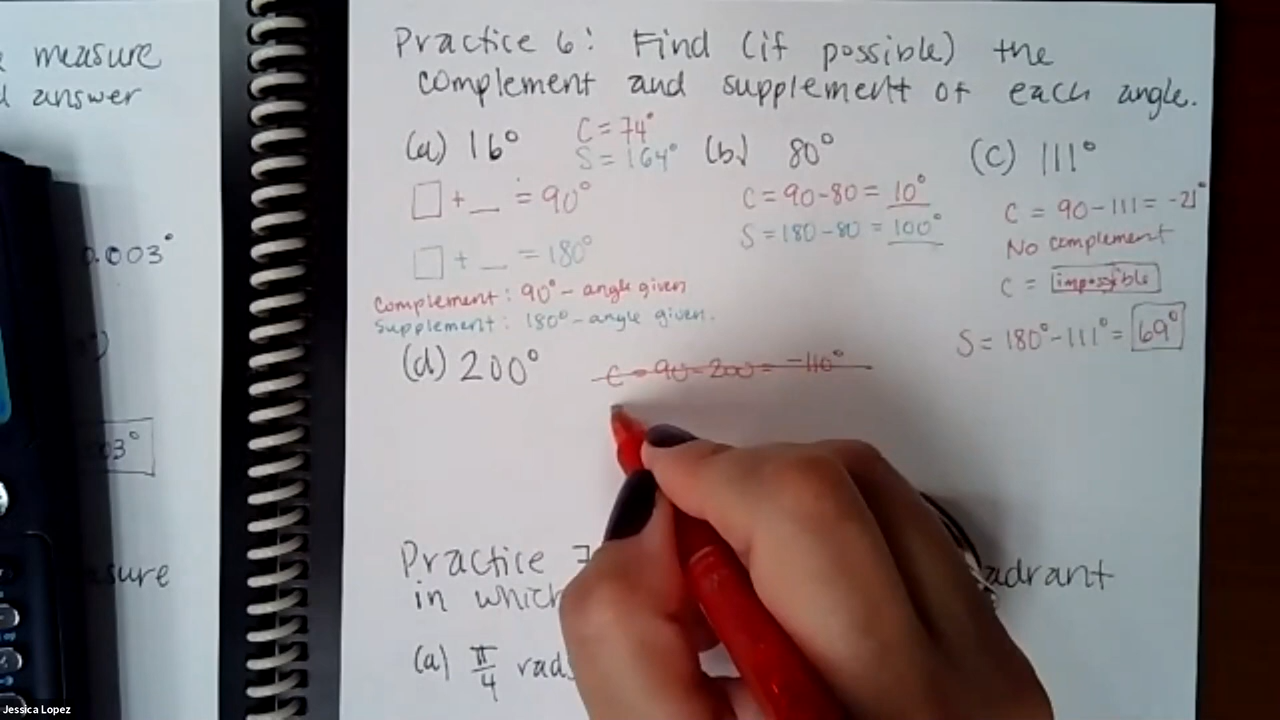 measure
answer
0.003°
03°
sure
Practice 6: Find (if possible) the
complement and supplement of each angle.
(a) 16°
C = 74°
S = 164°
□ + __ = 90°
□ + __ = 180°
complement: 90° - angle given
supplement: 180° - angle given.
(b) 80°
C = 90-80 = 10°
S = 180-80 = 100°
(c) 111°
C = 90-111 = -21°
No complement
C = impossible
S = 180°-111° = 69°
(d) 200°
C = 90-200 = -110°
Practice 7
adrant
in which
(a) π/4 rads
Jessica Lopez